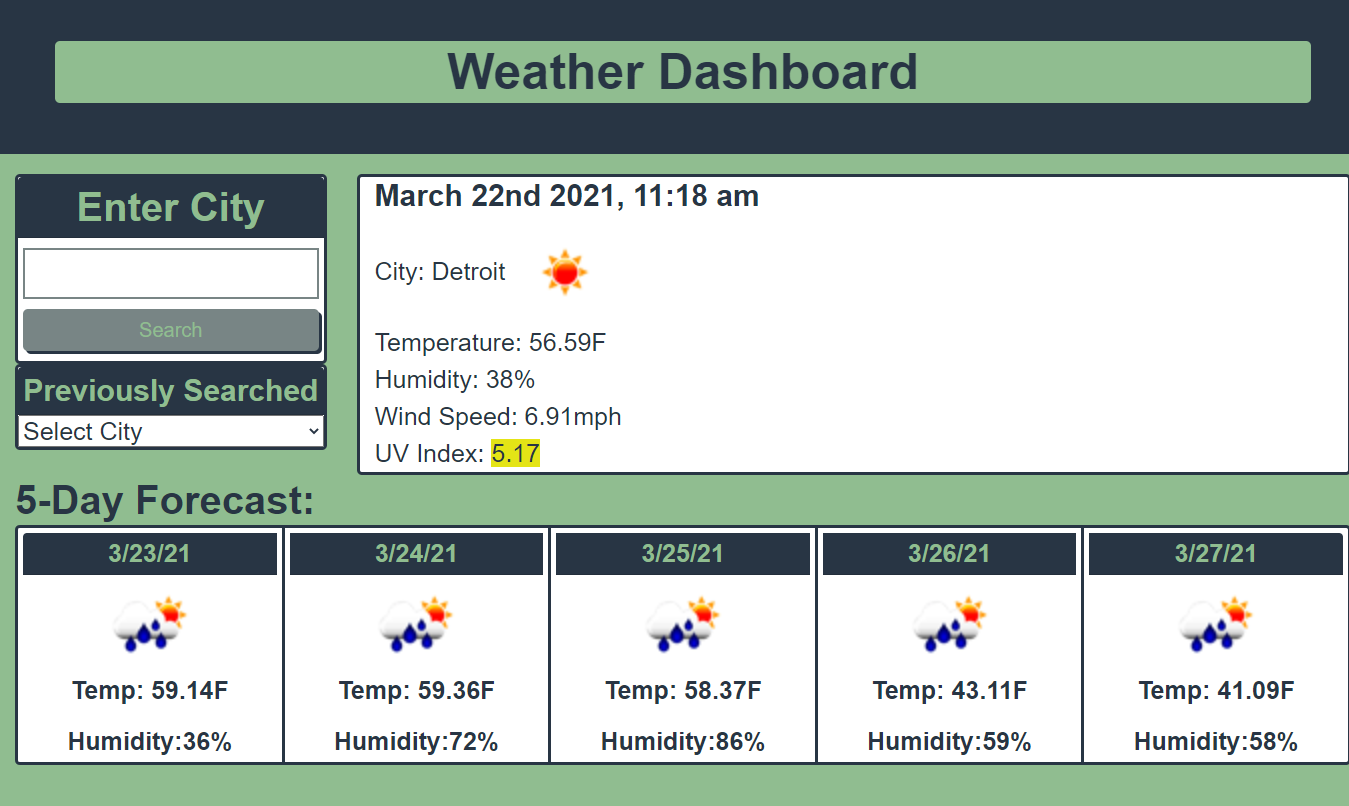 Weather Dashboard
Enter City
Search
Previously Searched
Select City
March 22nd 2021, 11:18 am
City: Detroit
Temperature: 56.59F
Humidity: 38%
Wind Speed: 6.91mph
UV Index: 5.17
5-Day Forecast:
3/23/21
Temp: 59.14F
Humidity:36%
3/24/21
Temp: 59.36F
Humidity:72%
3/25/21
Temp: 58.37F
Humidity:86%
3/26/21
Temp: 43.11F
Humidity:59%
3/27/21
Temp: 41.09F
Humidity:58%